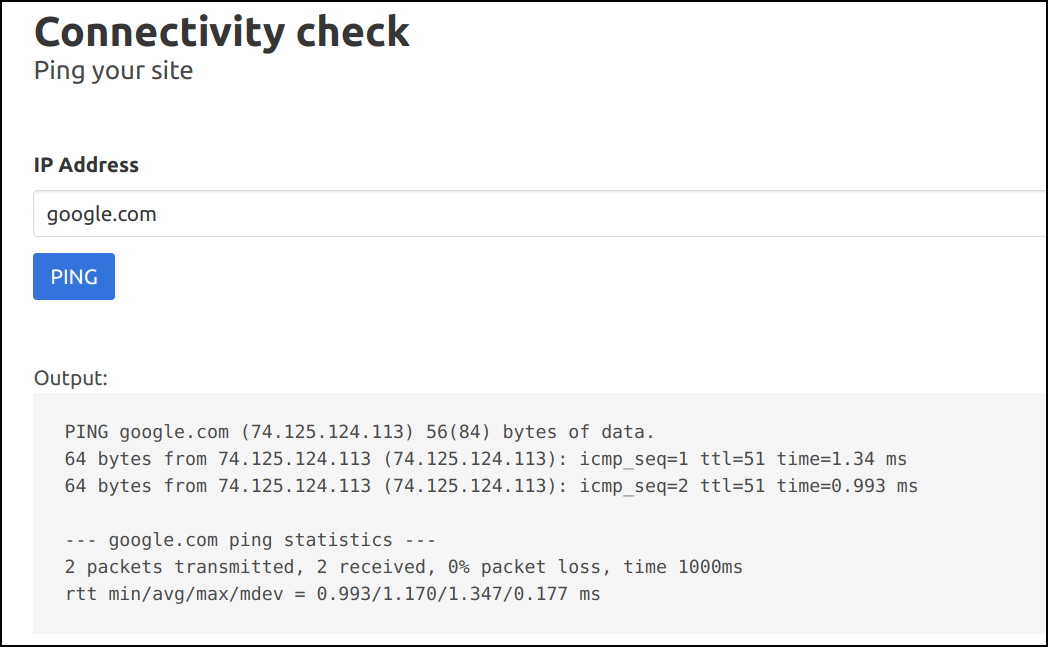 Connectivity check
Ping your site
IP Address
google.com
PING
Output:
PING google.com (74.125.124.113) 56(84) bytes of data.
64 bytes from 74.125.124.113 (74.125.124.113): icmp_seq=1 ttl=51 time=1.34 ms
64 bytes from 74.125.124.113 (74.125.124.113): icmp_seq=2 ttl=51 time=0.993 ms
--- google.com ping statistics ---
2 packets transmitted, 2 received, 0% packet loss, time 1000ms
rtt min/avg/max/mdev = 0.993/1.170/1.347/0.177 ms